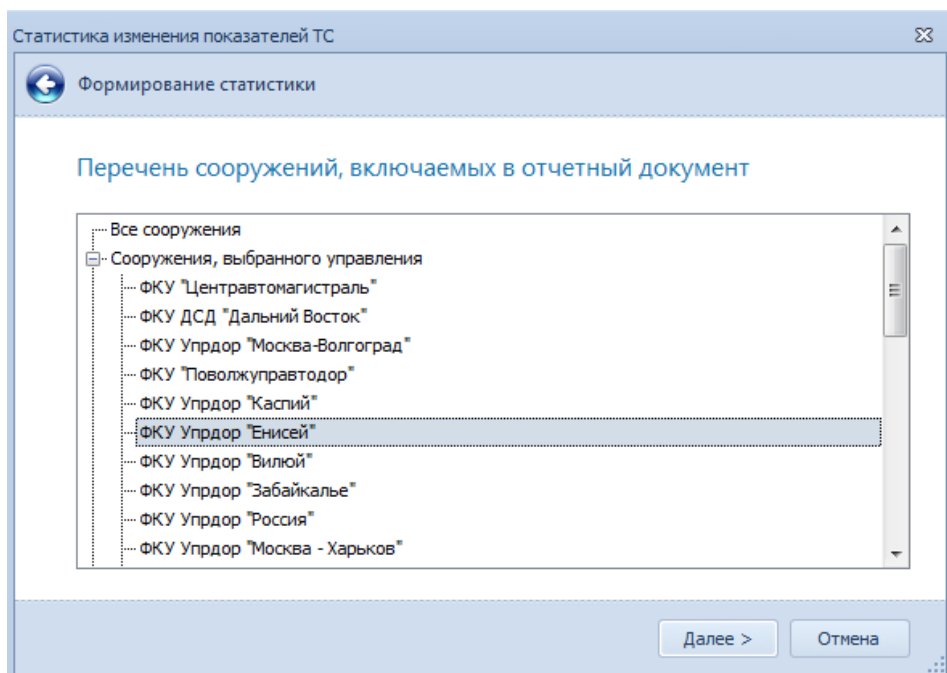 Статистика изменения показателей ТС
Формирование статистики
Перечень сооружений, включаемых в отчетный документ
Все сооружения
Сооружения, выбранного управления
ФКУ "Центравтомагистраль"
ФКУ ДСД "Дальний Восток"
ФКУ Упрдор "Москва-Волгоград"
ФКУ "Поволжуправтодор"
ФКУ Упрдор "Каспий"
ФКУ Упрдор "Енисей"
ФКУ Упрдор "Вилюй"
ФКУ Упрдор "Забайкалье"
ФКУ Упрдор "Россия"
ФКУ Упрдор "Москва - Харьков"
Далее >
Отмена